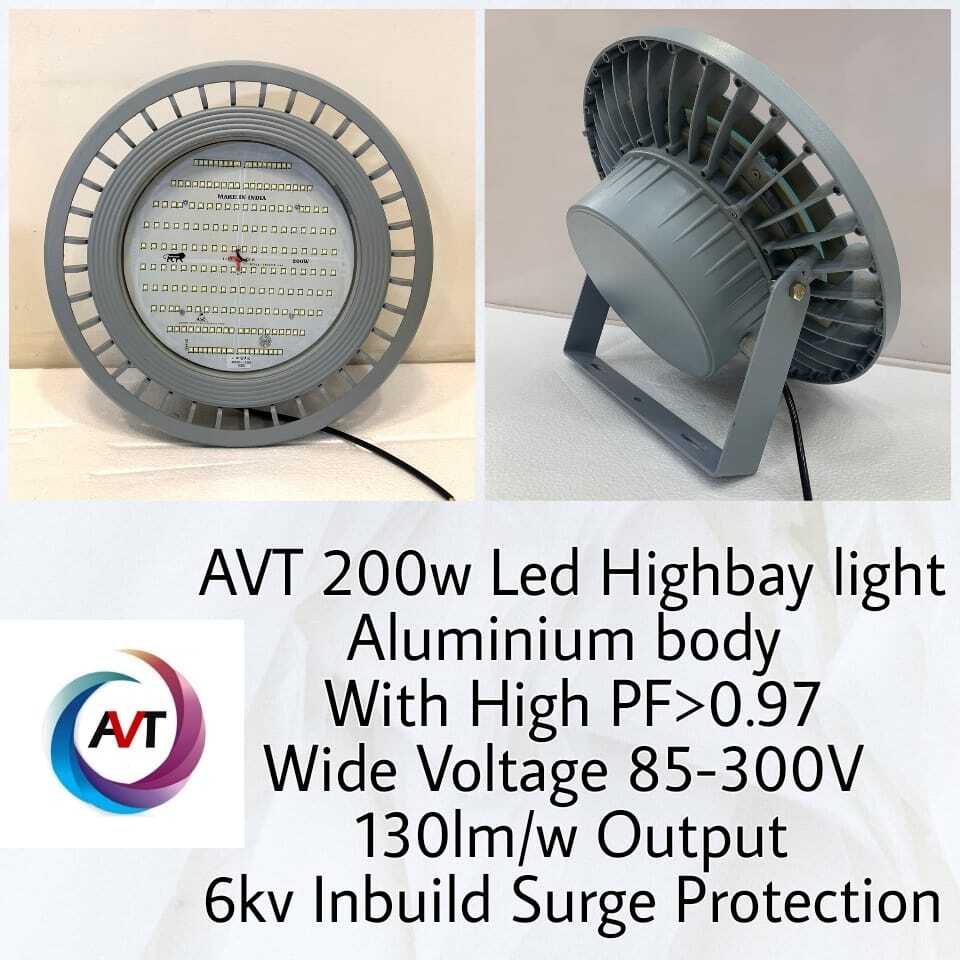 MAKE IN INDIA
200W
AVT 200w Led Highbay light
Aluminium body
With High PF>0.97
AVT
Wide Voltage 85-300V
130lm/w Output
6kv Inbuild Surge Protection